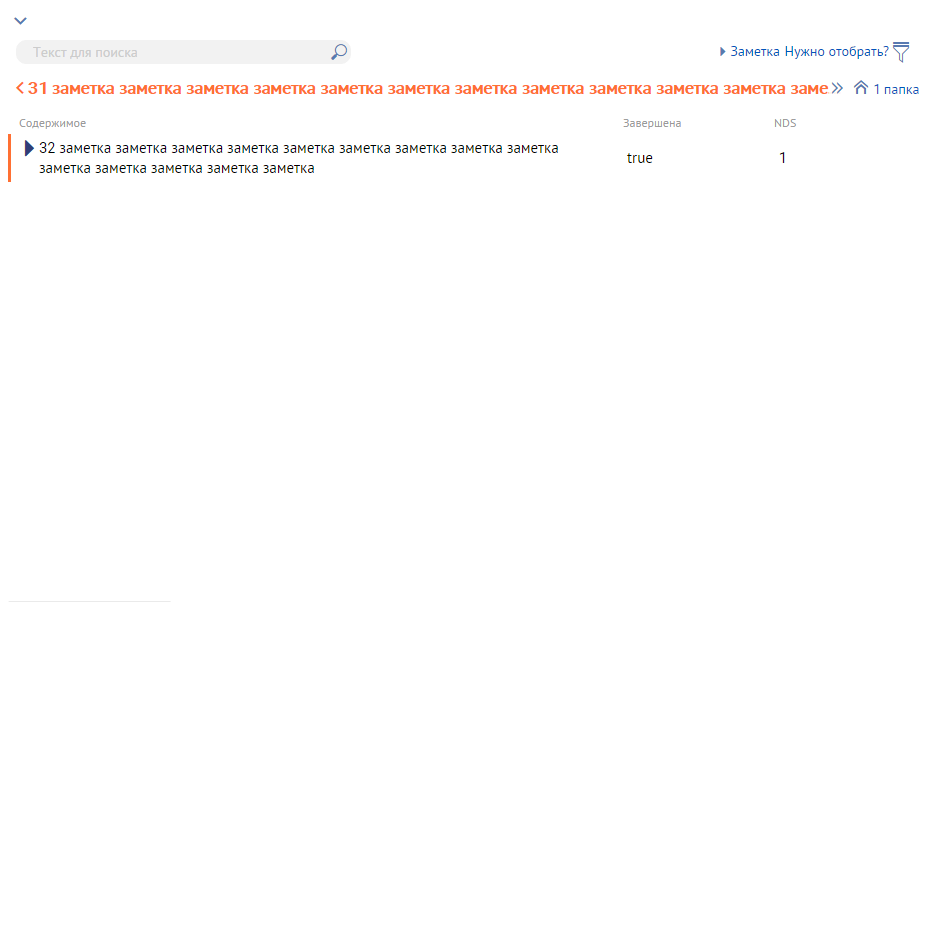 Текст для поиска
Заметка Нужно отобрать?
31 заметка заметка заметка заметка заметка заметка заметка заметка заметка заметка заметка заме
1 папка
Содержимое Завершена NDS
32 заметка заметка заметка заметка заметка заметка заметка заметка заметка
заметка заметка заметка заметка заметка
true 1